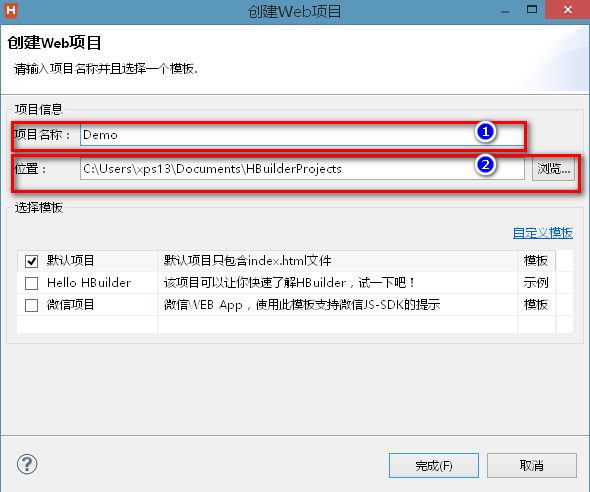 创建Web项目
创建Web项目
请输入项目名称并且选择一个模板.
项目信息
项目名称： Demo 1
位置： C:\Users\xps13\Documents\HBuilderProjects 2 浏览...
选择模板
自定义模板
默认项目 默认项目只包含index.html文件 模板
Hello HBuilder 该项目可以让你快速了解HBuilder，试一下吧！ 示例
微信项目 微信WEB App，使用此模板支持微信JS-SDK的提示 模板
? 完成(F) 取消